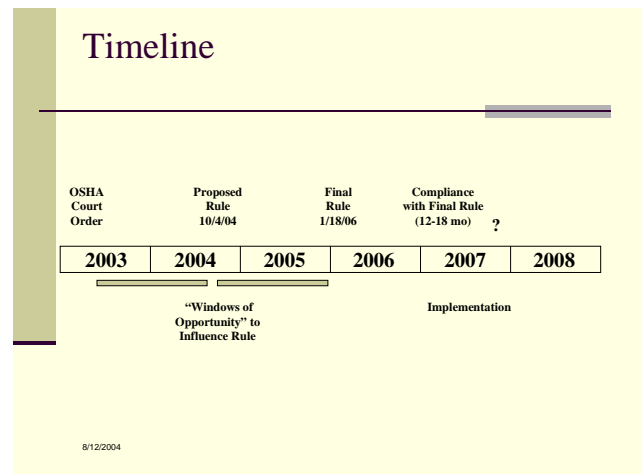 Timeline
OSHA
Court
Order
Proposed
Rule
10/4/04
Final
Rule
1/18/06
Compliance
with Final Rule
(12-18 mo)
?
2003 2004 2005 2006 2007 2008
“Windows of
Opportunity” to
Influence Rule
Implementation
8/12/2004